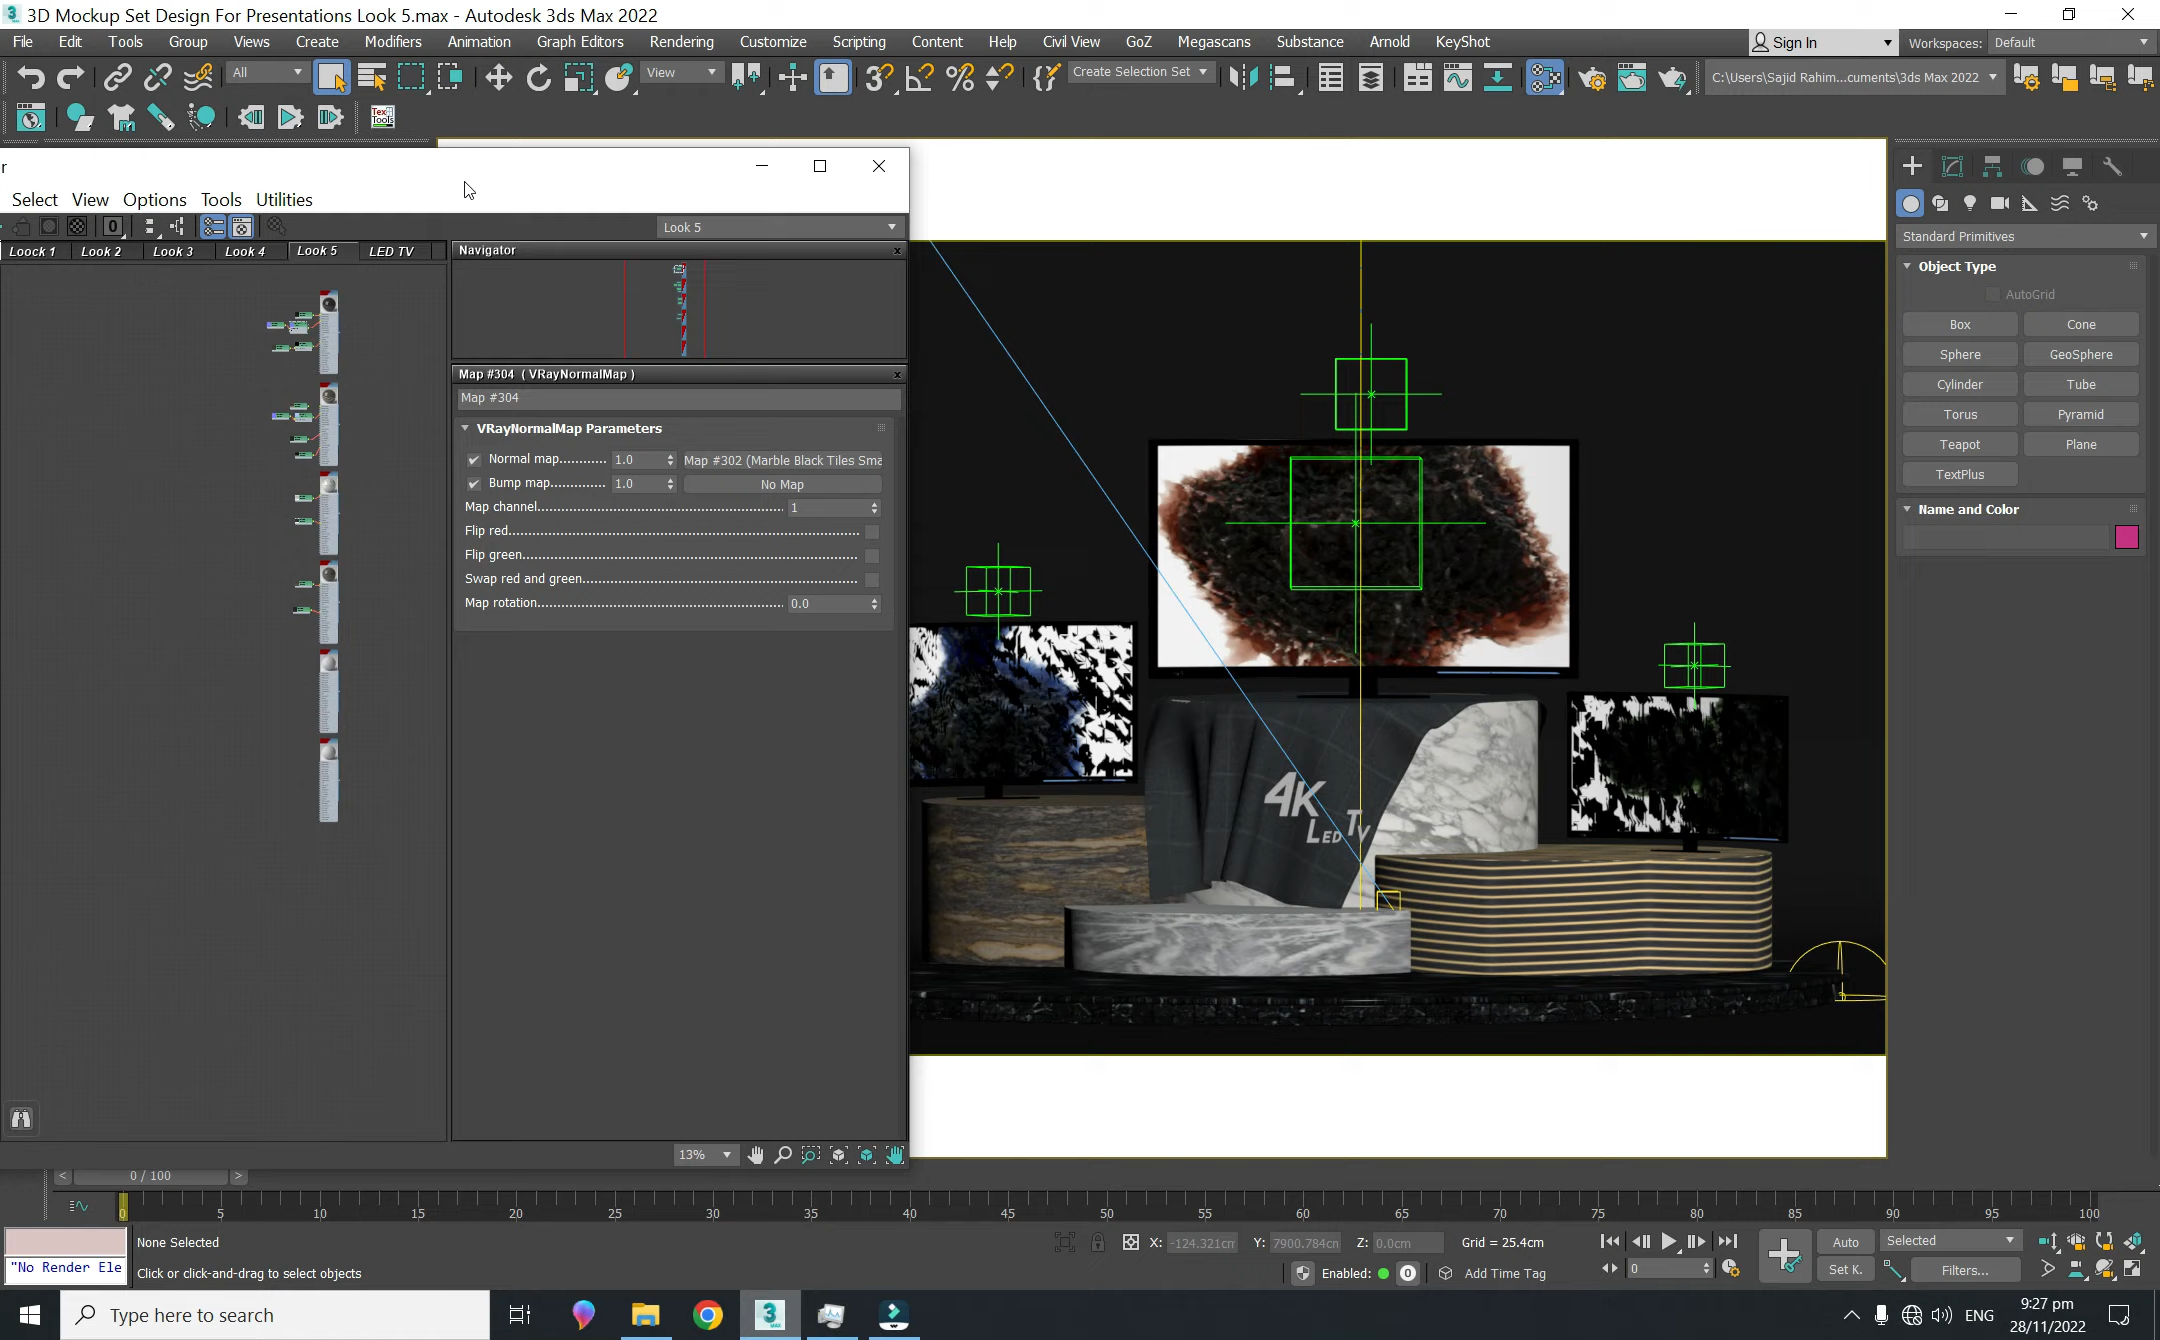 3D Mockup Set Design For Presentations Look 5.max - Autodesk 3ds Max 2022
File Edit Tools Group Views Create Modifiers Animation Graph Editors Rendering Customize Scripting Content Help Civil View GoZ Megascans Substance Arnold KeyShot
Sign In Workspaces: Default
All View Create Selection Set C:\Users\Sajid Rahim...cuments\3ds Max 2022
r
Select View Options Tools Utilities
Look 5
Loock 1 Look 2 Look 3 Look 4 Look 5 LED TV
Navigator
Map #304 ( VRayNormalMap )
Map #304
VRayNormalMap Parameters
Normal map 1.0 Map #302 (Marble Black Tiles Sma
Bump map 1.0 No Map
Map channel 1
Flip red
Flip green
Swap red and green
Map rotation 0.0
13%
4K
LED TV
Standard Primitives
Object Type
AutoGrid
Box Cone
Sphere GeoSphere
Cylinder Tube
Torus Pyramid
Teapot Plane
TextPlus
Name and Color
< 0 / 100 >
0 5 10 15 20 25 30 35 40 45 50 55 60 65 70 75 80 85 90 95 100
None Selected X: -124.321cm Y: 7900.784cm Z: 0.0cm Grid = 25.4cm Auto Selected
"No Render Ele Click or click-and-drag to select objects Enabled: 0 Add Time Tag 0 Set K. Filters...
Type here to search ENG 9:27 pm
28/11/2022